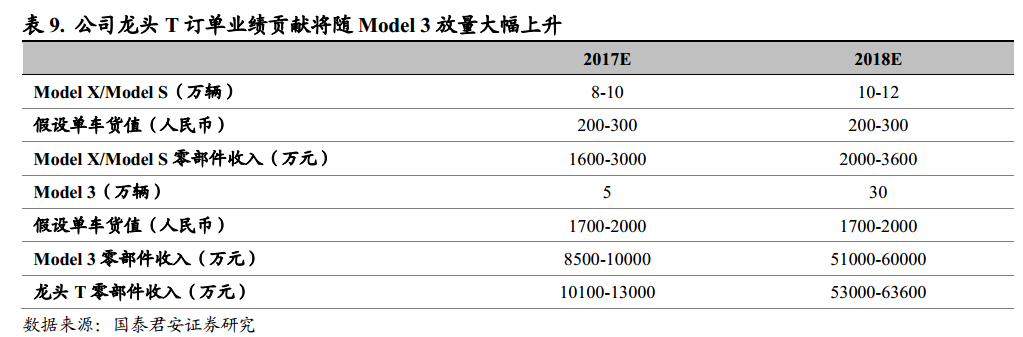 表 9. 公司龙头 T 订单业绩贡献将随 Model 3 放量大幅上升
2017E 2018E
Model X/Model S（万辆） 8-10 10-12
假设单车货值（人民币） 200-300 200-300
Model X/Model S 零部件收入（万元） 1600-3000 2000-3600
Model 3（万辆） 5 30
假设单车货值（人民币） 1700-2000 1700-2000
Model 3 零部件收入（万元） 8500-10000 51000-60000
龙头 T 零部件收入（万元） 10100-13000 53000-63600
数据来源：国泰君安证券研究